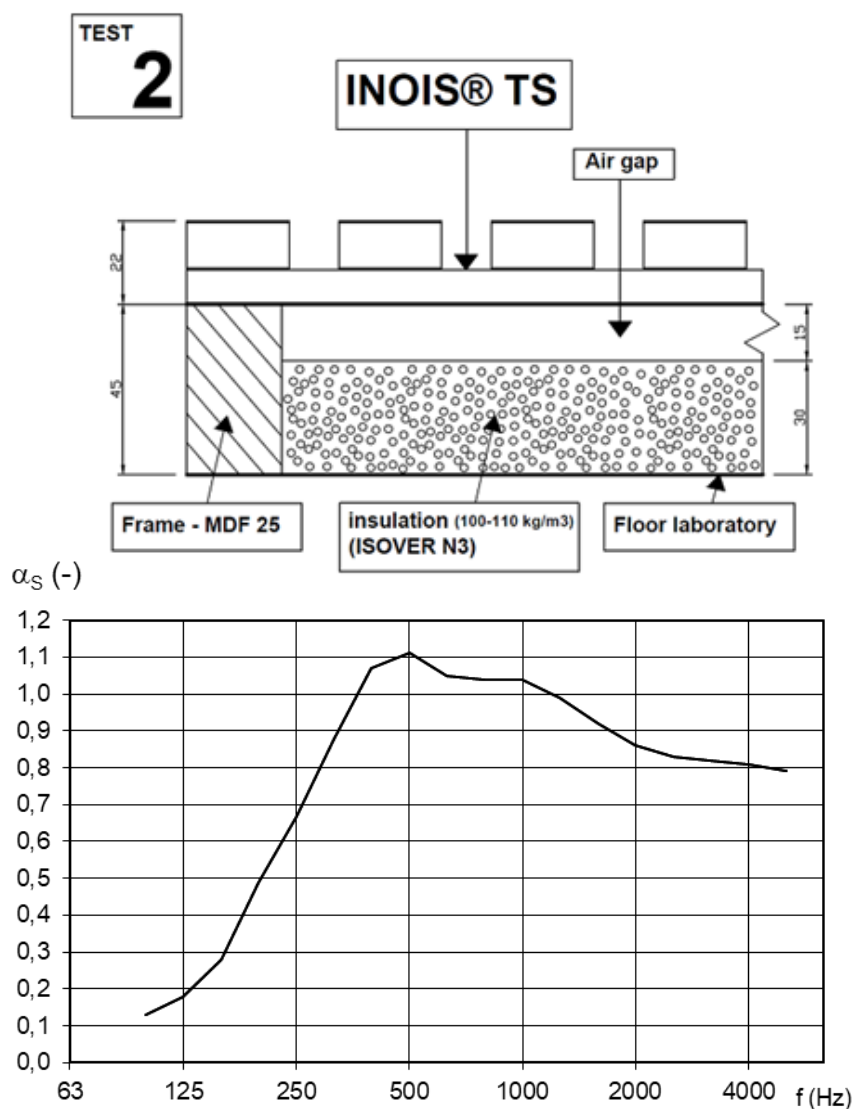 TEST
2
INOIS® TS
Air gap
22
45
15
30
Frame - MDF 25
insulation (100-110 kg/m3)
(ISOVER N3)
Floor laboratory
αS (-)
1,2
1,1
1,0
0,9
0,8
0,7
0,6
0,5
0,4
0,3
0,2
0,1
0,0
63 125 250 500 1000 2000 4000 f (Hz)